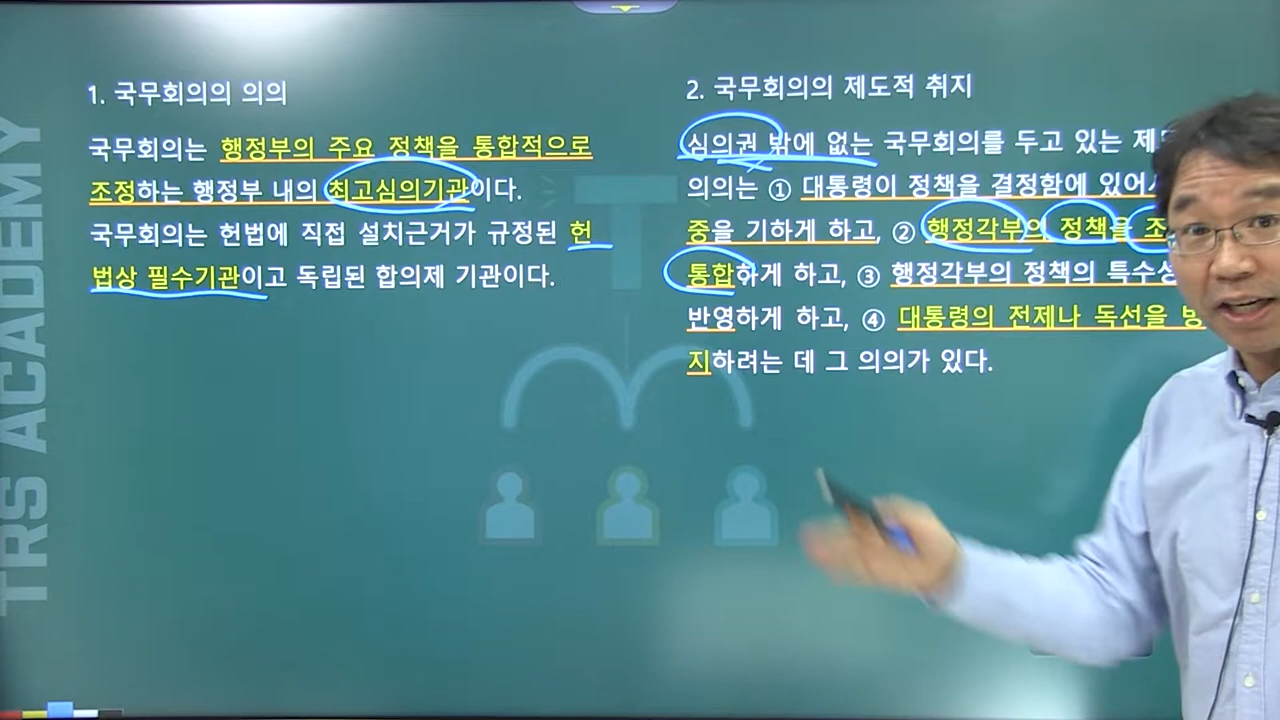 TRS ACADEMY
1. 국무회의의 의의
국무회의는 행정부의 주요 정책을 통합적으로
조정하는 행정부 내의 최고심의기관이다.
국무회의는 헌법에 직접 설치근거가 규정된 헌
법상 필수기관이고 독립된 합의제 기관이다.
2. 국무회의의 제도적 취지
심의권 밖에 없는 국무회의를 두고 있는
의의는 ① 대통령이 정책을 결정함에
중을 기하게 하고, ② 행정각부의 정책을
통합하게 하고, ③ 행정각부의 정책의
반영하게 하고, ④ 대통령의 전제나 독선을 방
지하려는 데 그 의의가 있다.